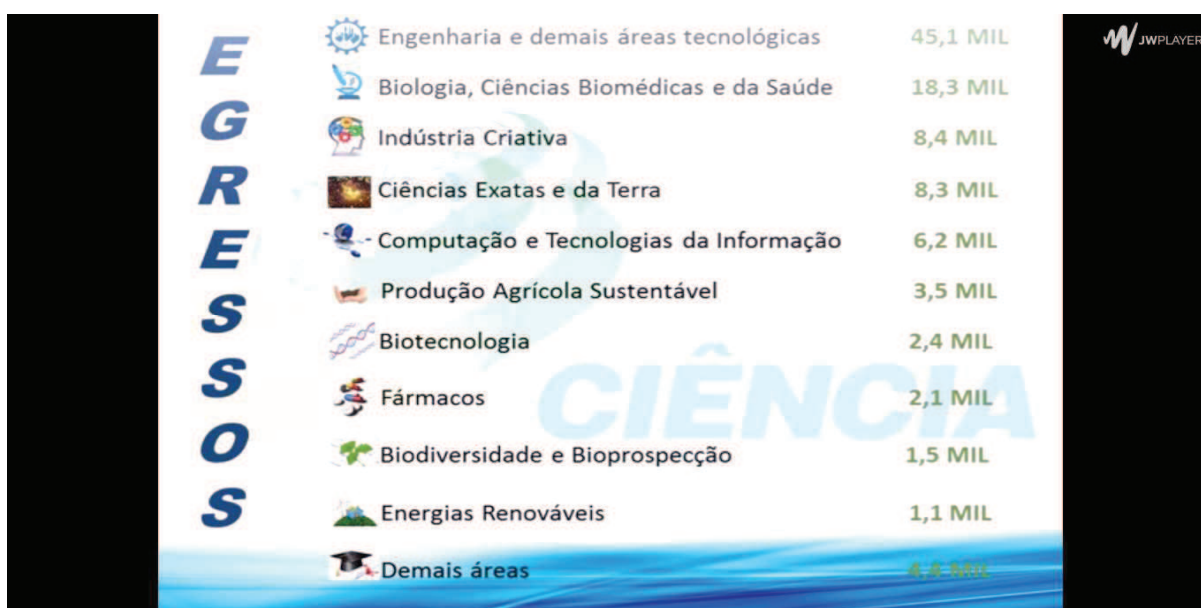 EGRESSOS
Engenharia e demais áreas tecnológicas 45,1 MIL
Biologia, Ciências Biomédicas e da Saúde 18,3 MIL
Indústria Criativa 8,4 MIL
Ciências Exatas e da Terra 8,3 MIL
Computação e Tecnologias da Informação 6,2 MIL
Produção Agrícola Sustentável 3,5 MIL
Biotecnologia 2,4 MIL
Fármacos 2,1 MIL
Biodiversidade e Bioprospecção 1,5 MIL
Energias Renováveis 1,1 MIL
Demais áreas 4,4 MIL
CIÊNCIA
JWPLAYER